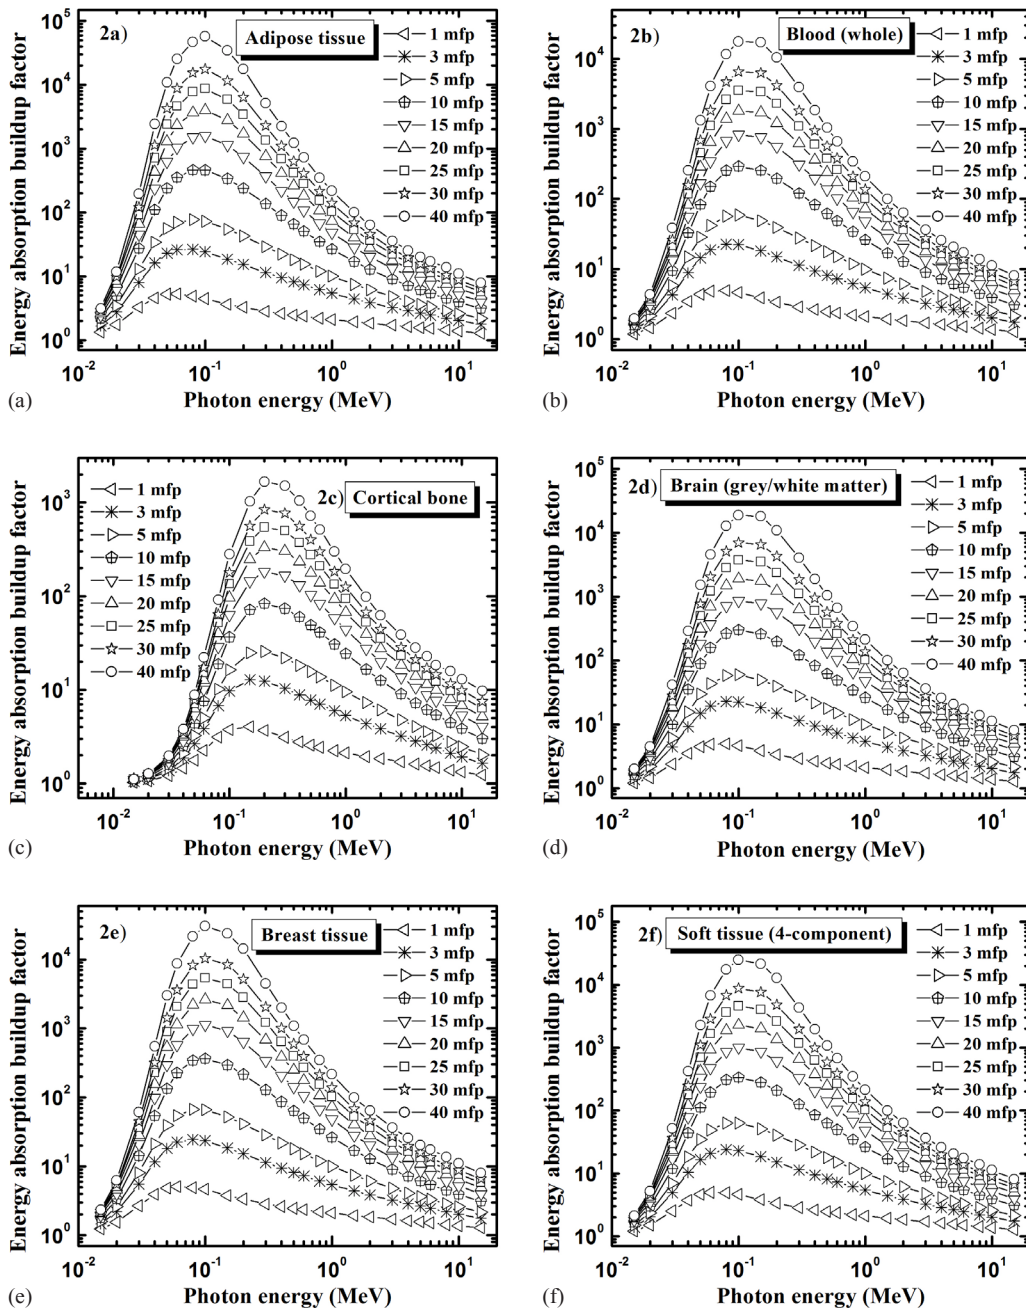 2a)
Adipose tissue
1 mfp
3 mfp
5 mfp
10 mfp
15 mfp
20 mfp
25 mfp
30 mfp
40 mfp
10^5
10^4
10^3
10^2
10^1
10^0
10^-2
10^-1
10^0
10^1
Energy absorption buildup factor
Photon energy (MeV)
(a)
2b)
Blood (whole)
1 mfp
3 mfp
5 mfp
10 mfp
15 mfp
20 mfp
25 mfp
30 mfp
40 mfp
10^4
10^3
10^2
10^1
10^0
10^-2
10^-1
10^0
10^1
Energy absorption buildup factor
Photon energy (MeV)
(b)
2c)
Cortical bone
1 mfp
3 mfp
5 mfp
10 mfp
15 mfp
20 mfp
25 mfp
30 mfp
40 mfp
10^3
10^2
10^1
10^0
10^-2
10^-1
10^0
10^1
Energy absorption buildup factor
Photon energy (MeV)
(c)
2d)
Brain (grey/white matter)
1 mfp
3 mfp
5 mfp
10 mfp
15 mfp
20 mfp
25 mfp
30 mfp
40 mfp
10^5
10^4
10^3
10^2
10^1
10^0
10^-2
10^-1
10^0
10^1
Energy absorption buildup factor
Photon energy (MeV)
(d)
2e)
Breast tissue
1 mfp
3 mfp
5 mfp
10 mfp
15 mfp
20 mfp
25 mfp
30 mfp
40 mfp
10^4
10^3
10^2
10^1
10^0
10^-2
10^-1
10^0
10^1
Energy absorption buildup factor
Photon energy (MeV)
(e)
2f)
Soft tissue (4-component)
1 mfp
3 mfp
5 mfp
10 mfp
15 mfp
20 mfp
25 mfp
30 mfp
40 mfp
10^5
10^4
10^3
10^2
10^1
10^0
10^-2
10^-1
10^0
10^1
Energy absorption buildup factor
Photon energy (MeV)
(f)